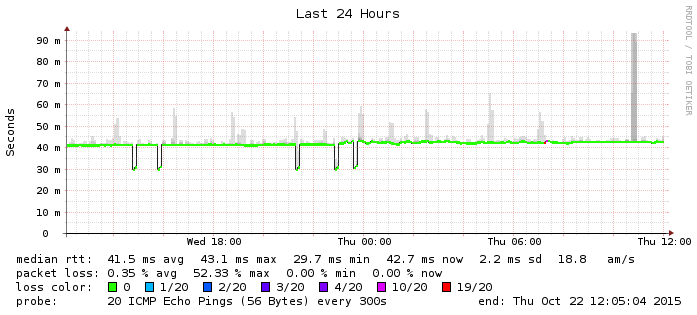 Last 24 Hours
RRDTOOL / TOBI OETIKER
Seconds
90 m
80 m
70 m
60 m
50 m
40 m
30 m
20 m
10 m
0
Wed 18:00 Thu 00:00 Thu 06:00 Thu 12:00
median rtt: 41.5 ms avg 43.1 ms max 29.7 ms min 42.7 ms now 2.2 ms sd 18.8 am/s
packet loss: 0.35 % avg 52.33 % max 0.00 % min 0.00 % now
loss color: 0 1/20 2/20 3/20 4/20 10/20 19/20
probe: 20 ICMP Echo Pings (56 Bytes) every 300s end: Thu Oct 22 12:05:04 2015